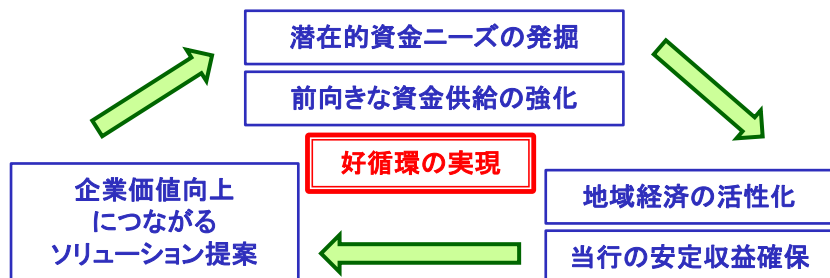 潜在的資金ニーズの発掘
前向きな資金供給の強化
好循環の実現
企業価値向上
につながる
ソリューション提案
地域経済の活性化
当行の安定収益確保